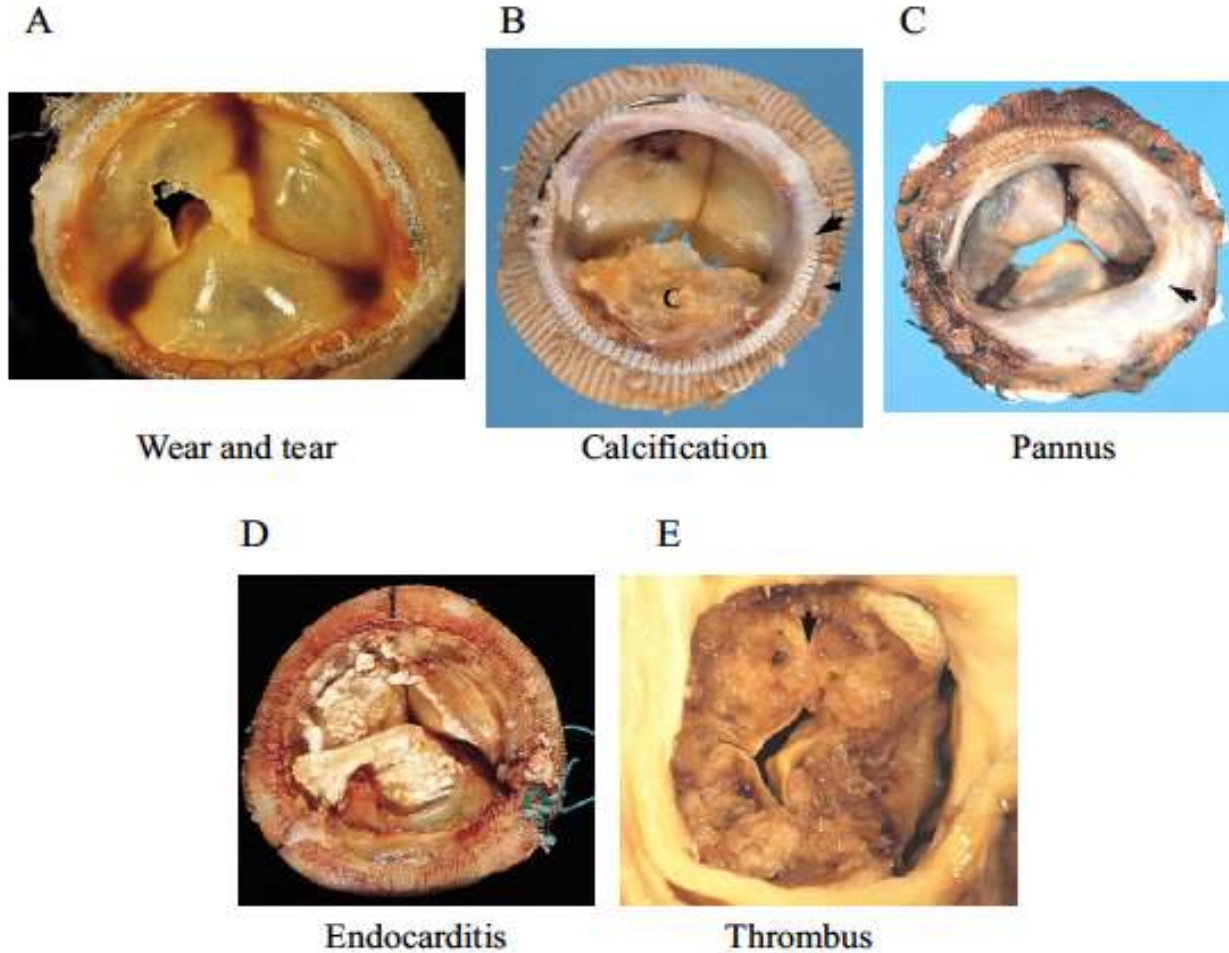 A
B
C
C
Wear and tear
Calcification
Pannus
D
E
Endocarditis
Thrombus